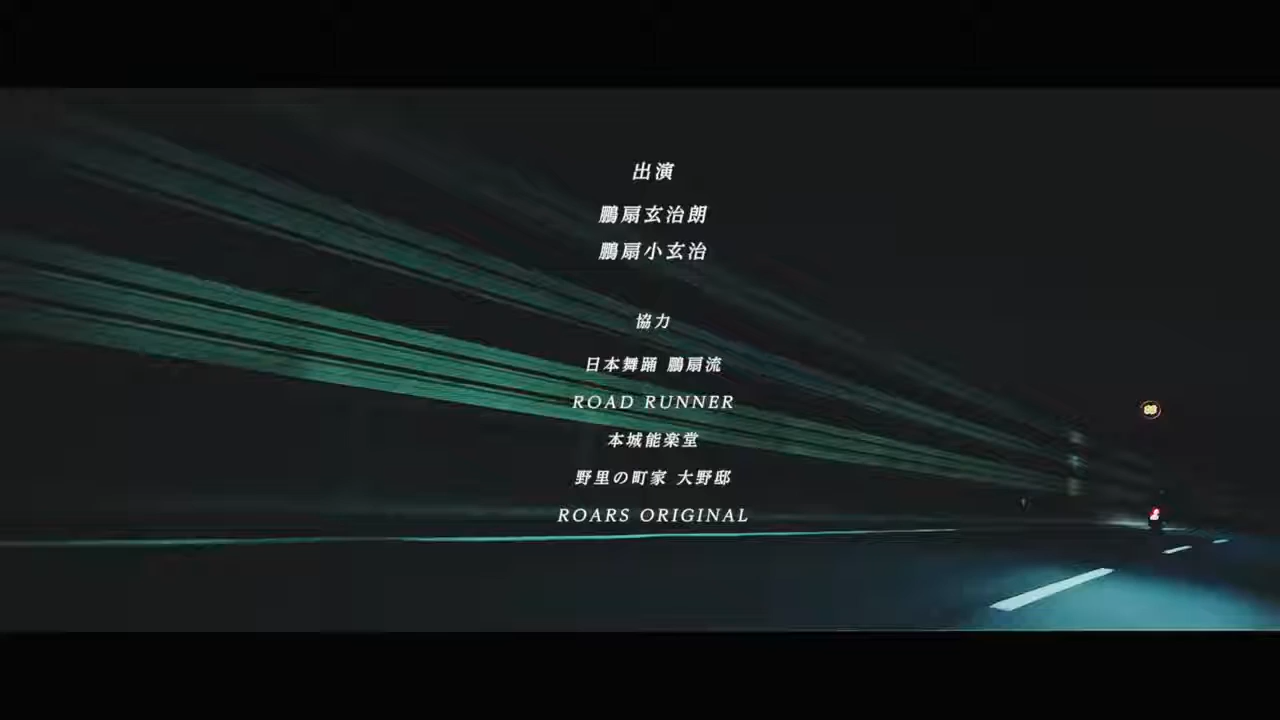 出演
鵬扇玄治朗
鵬扇小玄治
協力
日本舞踊 鵬扇流
ROAD RUNNER
本城能楽堂
野里の町家 大野邸
ROARS ORIGINAL